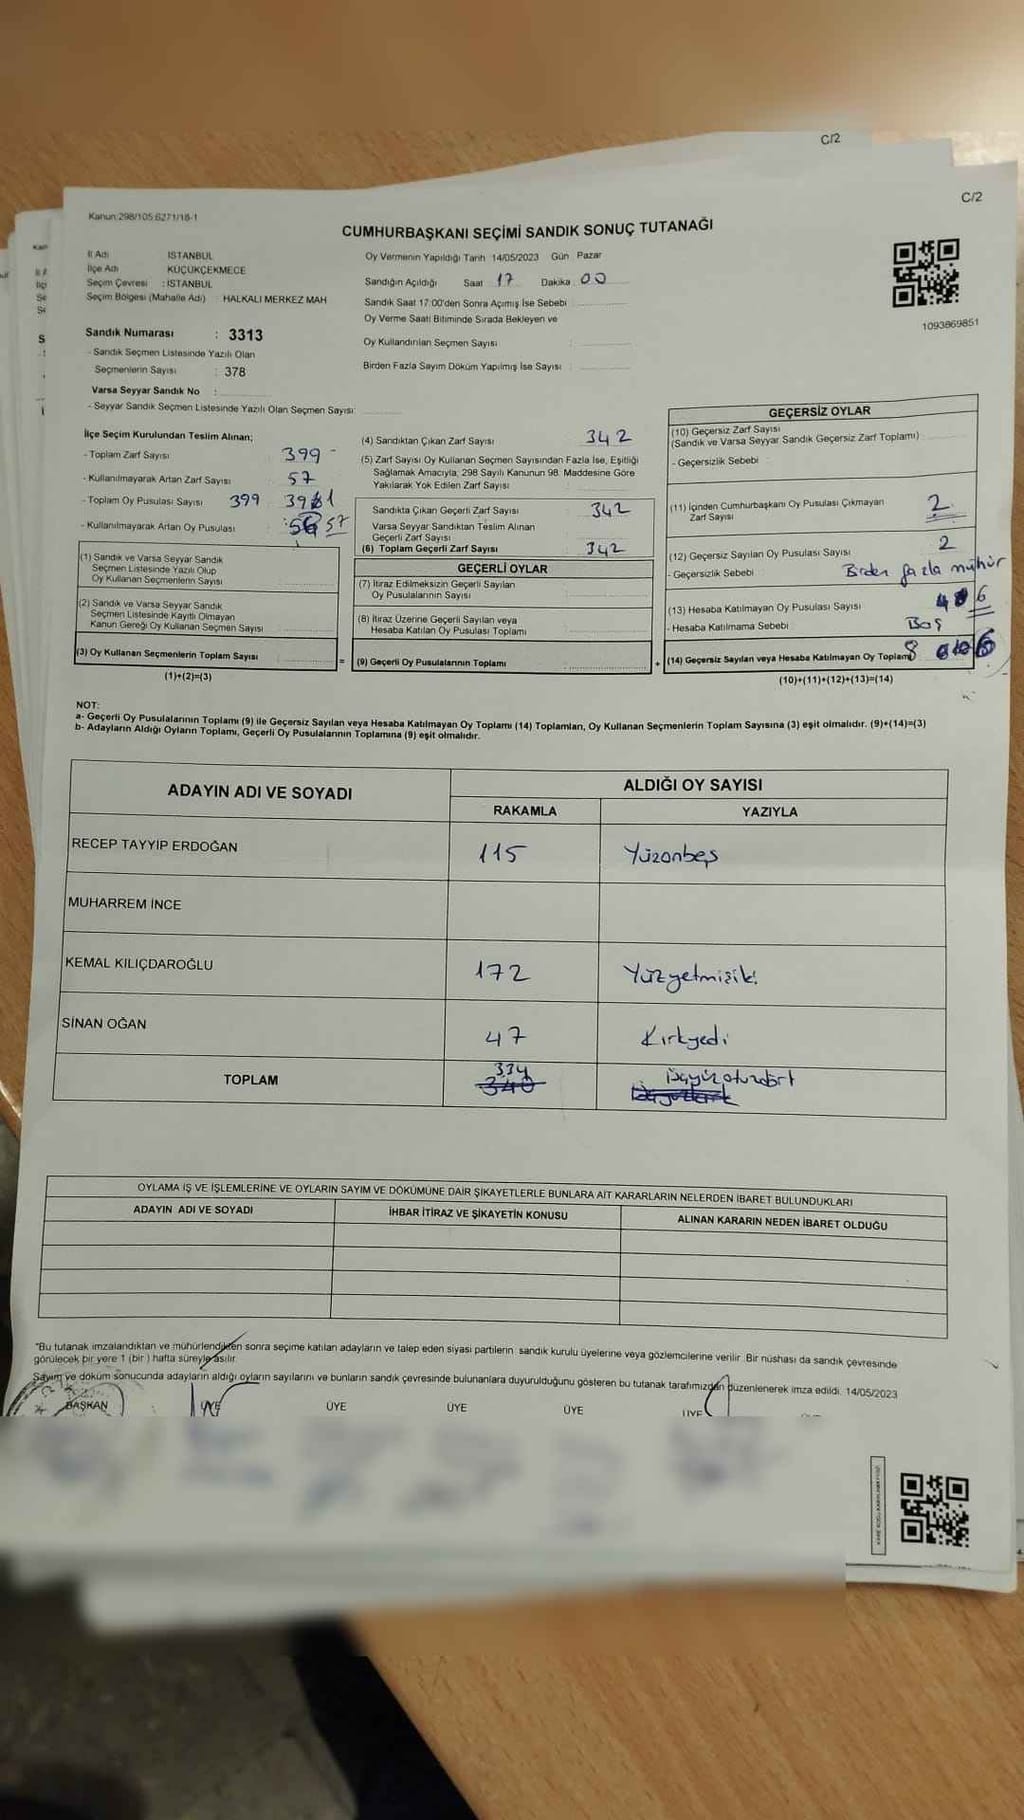 C/2
C/2
Kanun:298/105:6271/18-1
CUMHURBAŞKANI SEÇİMİ SANDIK SONUÇ TUTANAĞI
İl Adı İSTANBUL
İlçe Adı KÜÇÜKÇEKMECE
Seçim Çevresi : İSTANBUL
Seçim Bölgesi (Mahalle Adı) HALKALI MERKEZ MAH
Oy Vermenin Yapıldığı Tarih 14/05/2023 Gün Pazar
Sandığın Açıldığı Saat 17 Dakika 00
Sandık Saat 17:00'den Sonra Açımış İse Sebebi
Oy Verme Saati Bitiminde Sırada Bekleyen ve
Oy Kullandırılan Seçmen Sayısı :
Birden Fazla Sayım Döküm Yapılmış İse Sayısı :
1093869851
Sandık Numarası : 3313
- Sandık Seçmen Listesinde Yazılı Olan
Seçmenlerin Sayısı : 378
Varsa Seyyar Sandık No :
- Seyyar Sandık Seçmen Listesinde Yazılı Olan Seçmen Sayısı:
İlçe Seçim Kurulundan Teslim Alınan;
- Toplam Zarf Sayısı 399
- Kullanılmayarak Artan Zarf Sayısı 57
- Toplam Oy Pusulası Sayısı 399
- Kullanılmayarak Artan Oy Pusulası : 57
(1) Sandık ve Varsa Seyyar Sandık
Seçmen Listesinde Yazılı Olup
Oy Kullanan Seçmenlerin Sayısı
(2) Sandık ve Varsa Seyyar Sandık
Seçmen Listesinde Kayıtlı Olmayan
Kanun Gereği Oy Kullanan Seçmen Sayısı
(3) Oy Kullanan Seçmenlerin Toplam Sayısı
(1)+(2)=(3)
(4) Sandıktan Çıkan Zarf Sayısı 342
(5) Zarf Sayısı Oy Kullanan Seçmen Sayısından Fazla İse, Eşitliği
Sağlamak Amacıyla; 298 Sayılı Kanunun 98. Maddesine Göre
Yakılarak Yok Edilen Zarf Sayısı
Sandıkta Çıkan Geçerli Zarf Sayısı 342
Varsa Seyyar Sandıktan Teslim Alınan
Geçerli Zarf Sayısı
(6) Toplam Geçerli Zarf Sayısı 342
GEÇERLİ OYLAR
(7) İtiraz Edilmeksizin Geçerli Sayılan
Oy Pusulalarının Sayısı
(8) İtiraz Üzerine Geçerli Sayılan veya
Hesaba Katılan Oy Pusulası Toplamı
= (9) Geçerli Oy Pusulalarının Toplamı
GEÇERSİZ OYLAR
(10) Geçersiz Zarf Sayısı
(Sandık ve Varsa Seyyar Sandık Geçersiz Zarf Toplamı)
- Geçersizlik Sebebi
(11) İçinden Cumhurbaşkanı Oy Pusulası Çıkmayan 2
Zarf Sayısı
(12) Geçersiz Sayılan Oy Pusulası Sayısı 2
- Geçersizlik Sebebi Birden fazla mühür
(13) Hesaba Katılmayan Oy Pusulası Sayısı 6
- Hesaba Katılmama Sebebi Boş
+ (14) Geçersiz Sayılan veya Hesaba Katılmayan Oy Toplam 8
(10)+(11)+(12)+(13)=(14)
NOT:
a- Geçerli Oy Pusulalarının Toplamı (9) ile Geçersiz Sayılan veya Hesaba Katılmayan Oy Toplamı (14) Toplamları, Oy Kullanan Seçmenlerin Toplam Sayısına (3) eşit olmalıdır. (9)+(14)=(3)
b- Adayların Aldığı Oyların Toplamı, Geçerli Oy Pusulalarının Toplamına (9) eşit olmalıdır.
ADAYIN ADI VE SOYADI ALDIĞI OY SAYISI
RAKAMLA YAZIYLA
RECEP TAYYİP ERDOĞAN 115 Yüzonbeş
MUHARREM İNCE
KEMAL KILIÇDAROĞLU 172 Yüzyetmişiki
SİNAN OĞAN 47 Kırkyedi
TOPLAM 334 üçyüzotuzdört
340
OYLAMA İŞ VE İŞLEMLERİNE VE OYLARIN SAYIM VE DÖKÜMÜNE DAİR ŞİKAYETLERLE BUNLARA AİT KARARLARIN NELERDEN İBARET BULUNDUKLARI
ADAYIN ADI VE SOYADI İHBAR İTİRAZ VE ŞİKAYETİN KONUSU ALINAN KARARIN NEDEN İBARET OLDUĞU
"Bu tutanak imzalandıktan ve mühürlendikten sonra seçime katılan adayların ve talep eden siyasi partilerin sandık kurulu üyelerine veya gözlemcilerine verilir. Bir nüshası da sandık çevresinde
görülecek bir yere 1 (bir) hafta süreyle asılır.
Sayım ve döküm sonucunda adayların aldığı oyların sayılarını ve bunların sandık çevresinde bulunanlara duyurulduğunu gösteren bu tutanak tarafımızdan düzenlenerek imza edildi. 14/05/2023
BAŞKAN ÜYE ÜYE ÜYE ÜYE ÜYE